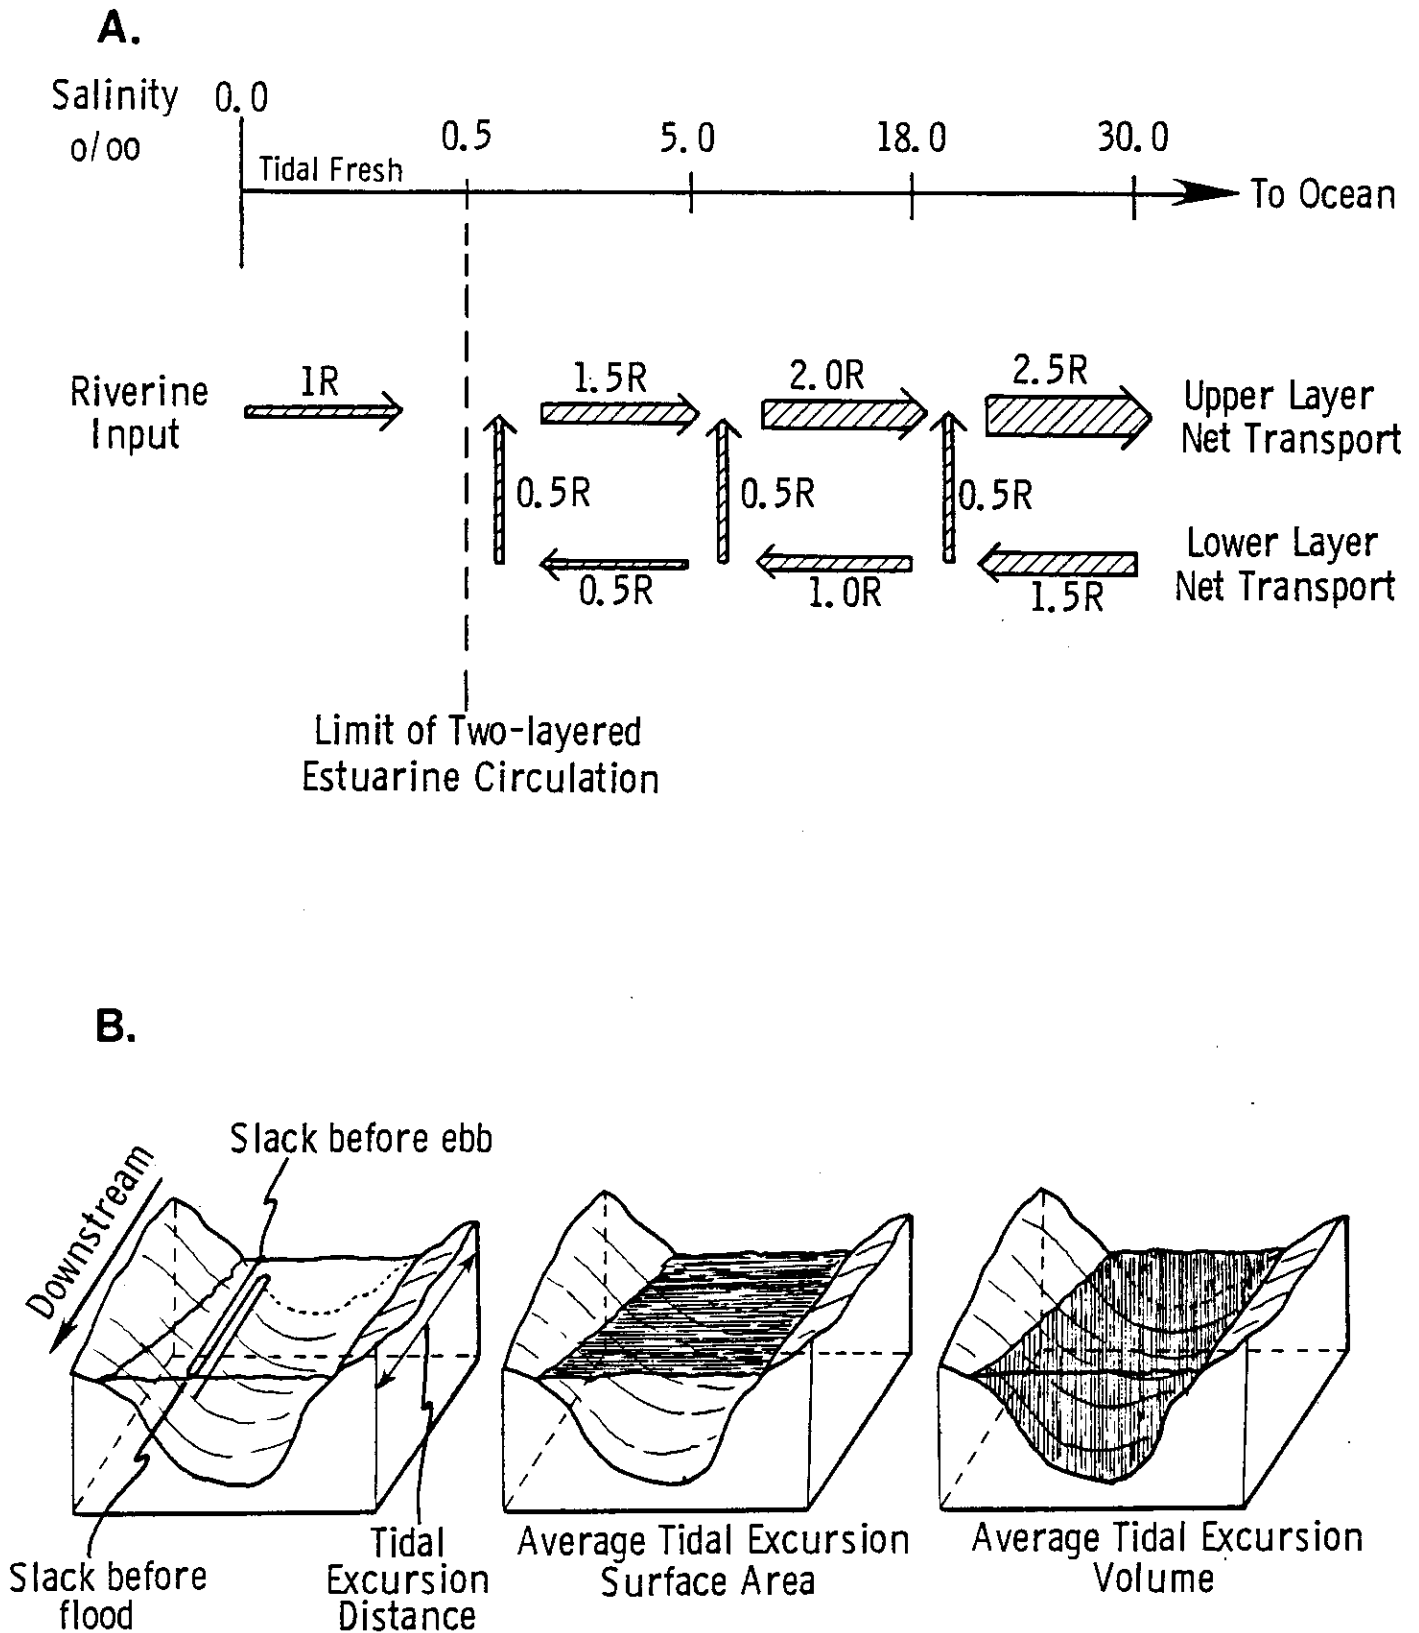 A.
Salinity 0.0
o/oo
0.5
5.0
18.0
30.0
Tidal Fresh
To Ocean
Riverine
Input
1R
1.5R
2.0R
2.5R
Upper Layer
Net Transport
0.5R
0.5R
0.5R
0.5R
1.0R
1.5R
Lower Layer
Net Transport
Limit of Two-layered
Estuarine Circulation
B.
Downstream
Slack before ebb
Slack before
flood
Tidal
Excursion
Distance
Average Tidal Excursion
Surface Area
Average Tidal Excursion
Volume